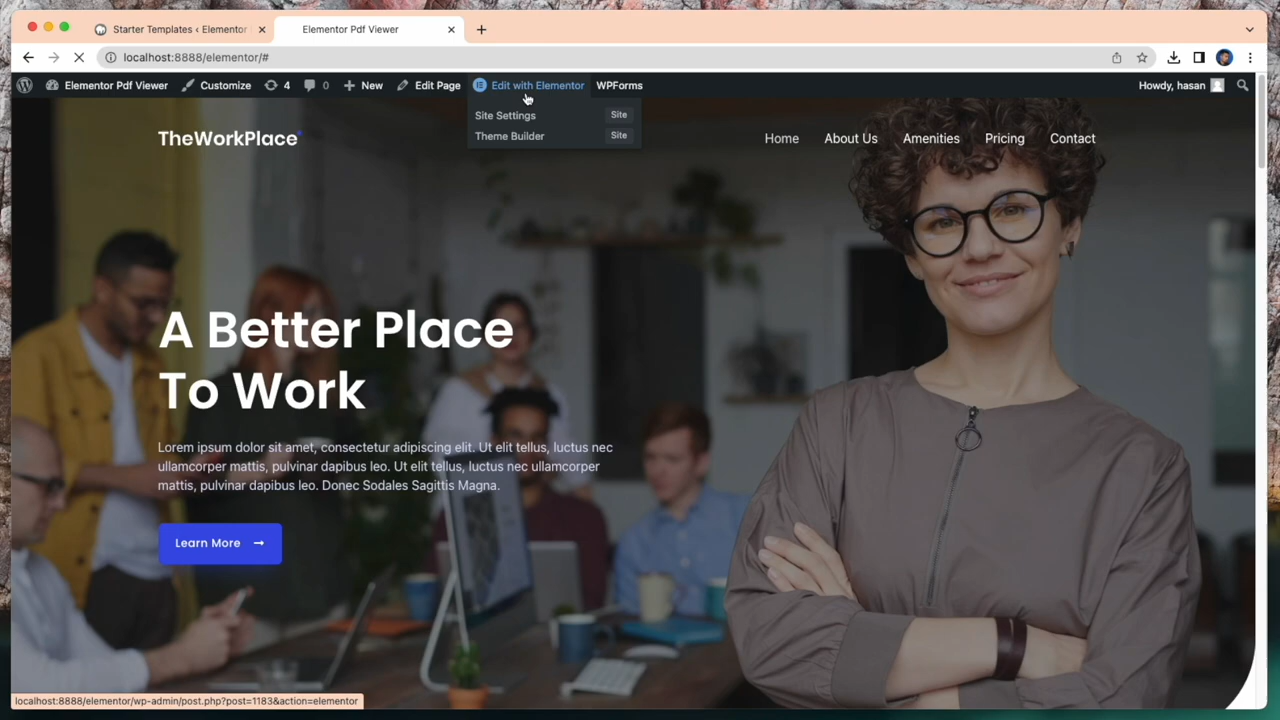 Starter Templates ‹ Elementor
Elementor Pdf Viewer
localhost:8888/elementor/#
Elementor Pdf Viewer
Customize
4
0
New
Edit Page
Edit with Elementor
WPForms
Howdy, hasan
Site Settings
Site
Theme Builder
Site
TheWorkPlace
Home
About Us
Amenities
Pricing
Contact
A Better Place
To Work
Lorem ipsum dolor sit amet, consectetur adipiscing elit. Ut elit tellus, luctus nec
ullamcorper mattis, pulvinar dapibus leo. Ut elit tellus, luctus nec ullamcorper
mattis, pulvinar dapibus leo. Donec Sodales Sagittis Magna.
Learn More →
localhost:8888/elementor/wp-admin/post.php?post=1183&action=elementor